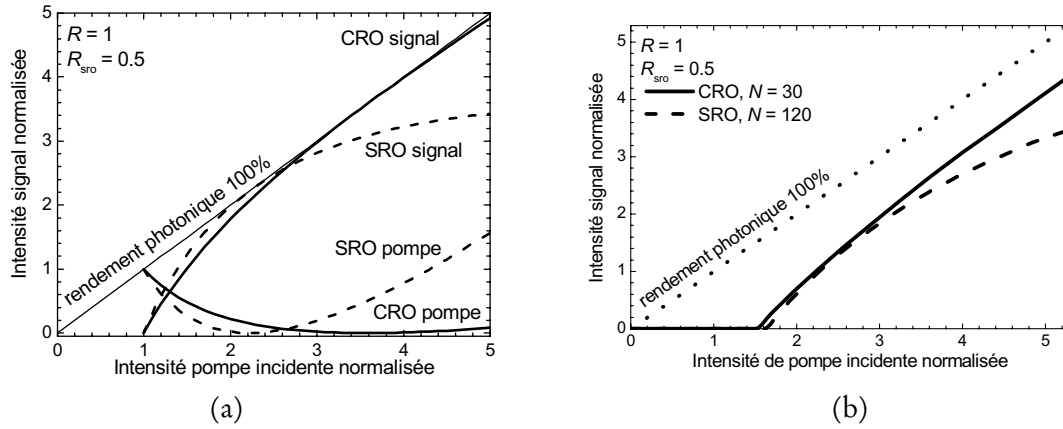 R = 1
R_sro = 0.5
CRO signal
SRO signal
rendement photonique 100%
SRO pompe
CRO pompe
Intensité signal normalisée
5
4
3
2
1
0
0 1 2 3 4 5
Intensité pompe incidente normalisée
(a)
R = 1
R_sro = 0.5
CRO, N = 30
SRO, N = 120
rendement photonique 100%
Intensité signal normalisée
5
4
3
2
1
0
0 1 2 3 4 5
Intensité de pompe incidente normalisée
(b)